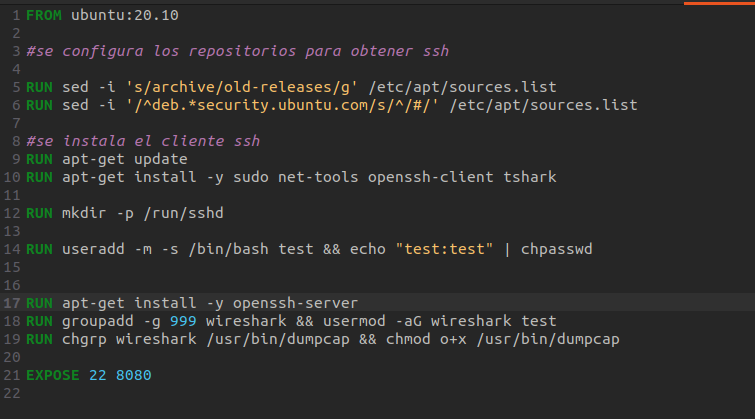 1 FROM ubuntu:20.10
2
3 #se configura los repositorios para obtener ssh
4
5 RUN sed -i 's/archive/old-releases/g' /etc/apt/sources.list
6 RUN sed -i '/^deb.*security.ubuntu.com/s/^/#/' /etc/apt/sources.list
7
8 #se instala el cliente ssh
9 RUN apt-get update
10 RUN apt-get install -y sudo net-tools openssh-client tshark
11
12 RUN mkdir -p /run/sshd
13
14 RUN useradd -m -s /bin/bash test && echo "test:test" | chpasswd
15
16
17 RUN apt-get install -y openssh-server
18 RUN groupadd -g 999 wireshark && usermod -aG wireshark test
19 RUN chgrp wireshark /usr/bin/dumpcap && chmod o+x /usr/bin/dumpcap
20
21 EXPOSE 22 8080
22